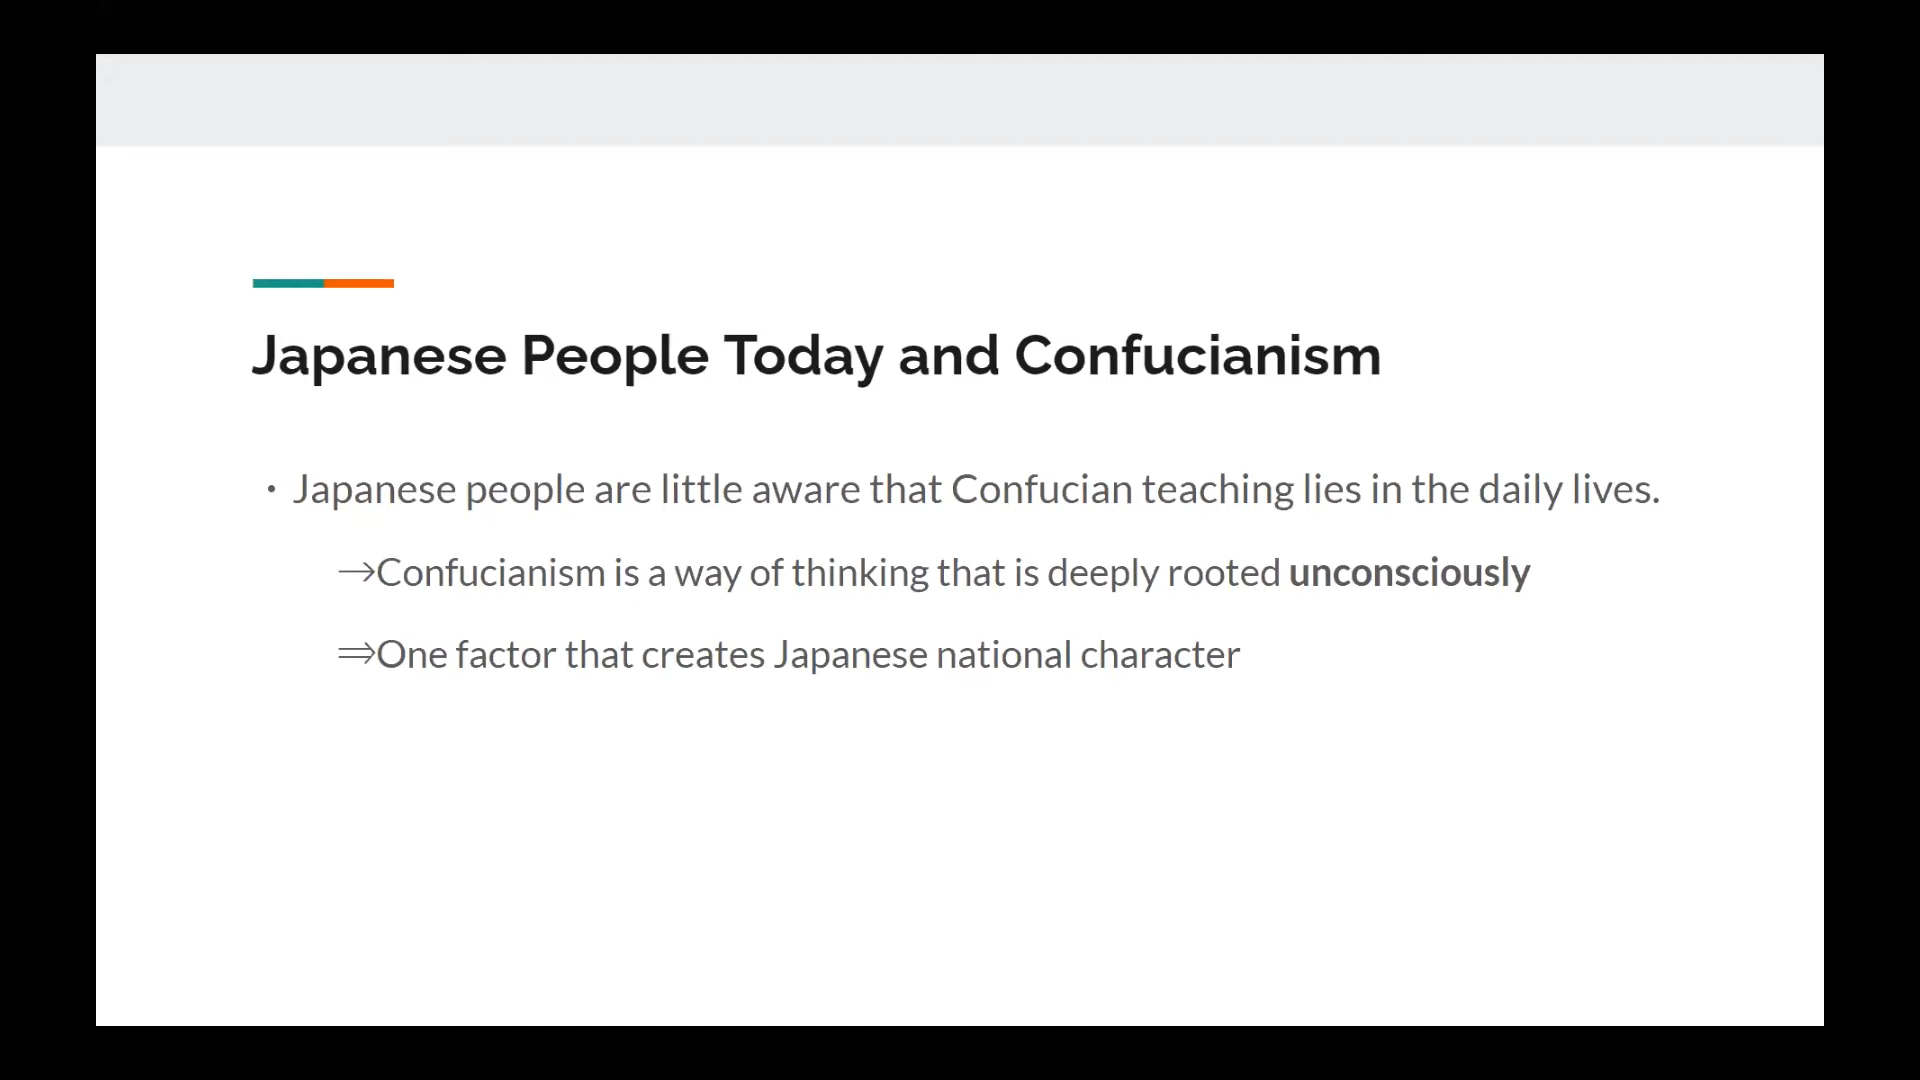 Japanese People Today and Confucianism
・Japanese people are little aware that Confucian teaching lies in the daily lives.
→Confucianism is a way of thinking that is deeply rooted unconsciously
⇒One factor that creates Japanese national character